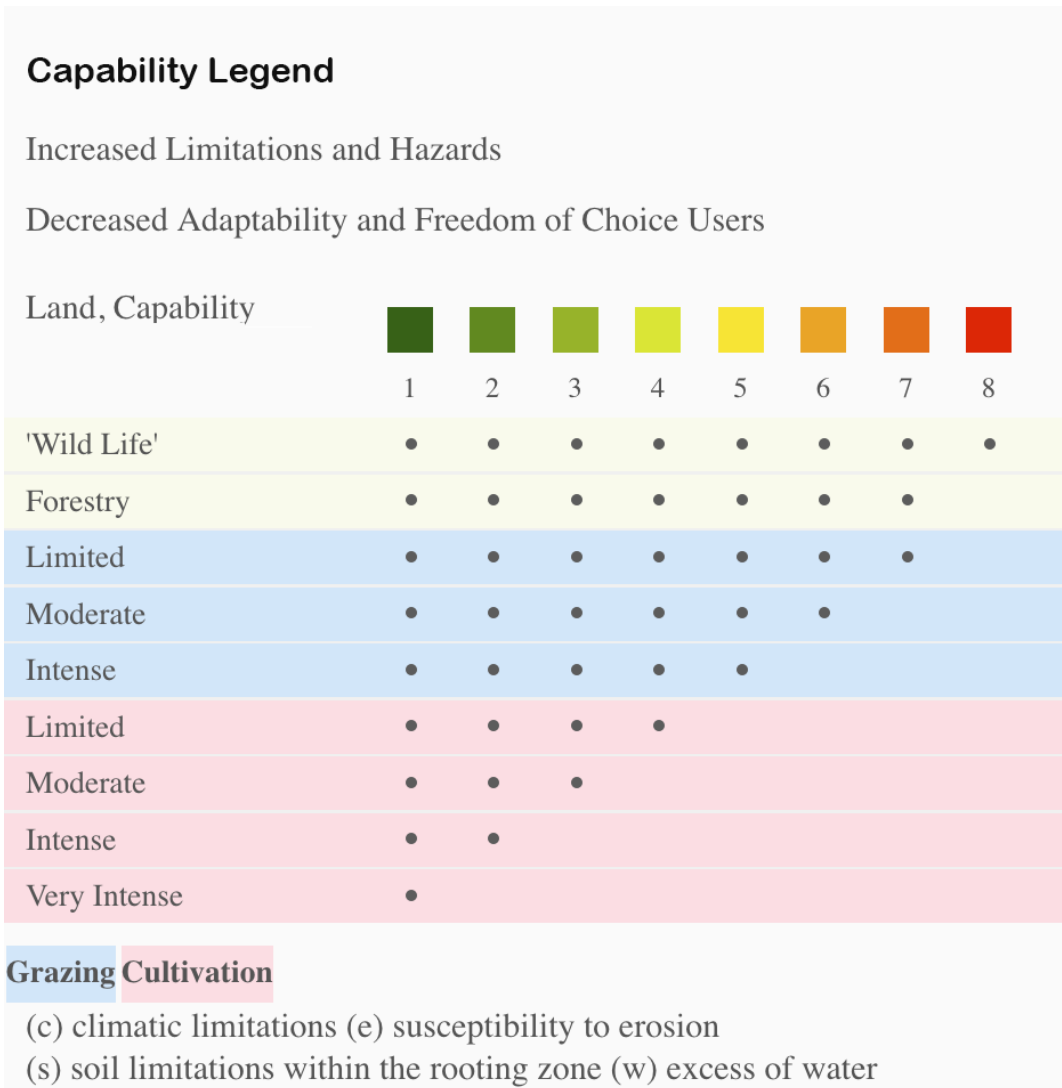 Capability Legend
Increased Limitations and Hazards
Decreased Adaptability and Freedom of Choice Users
Land, Capability
1 2 3 4 5 6 7 8
'Wild Life' • • • • • • • •
Forestry • • • • • • •
Limited • • • • • • •
Moderate • • • • • •
Intense • • • • •
Limited • • • •
Moderate • • •
Intense • •
Very Intense •
Grazing Cultivation
(c) climatic limitations (e) susceptibility to erosion
(s) soil limitations within the rooting zone (w) excess of water